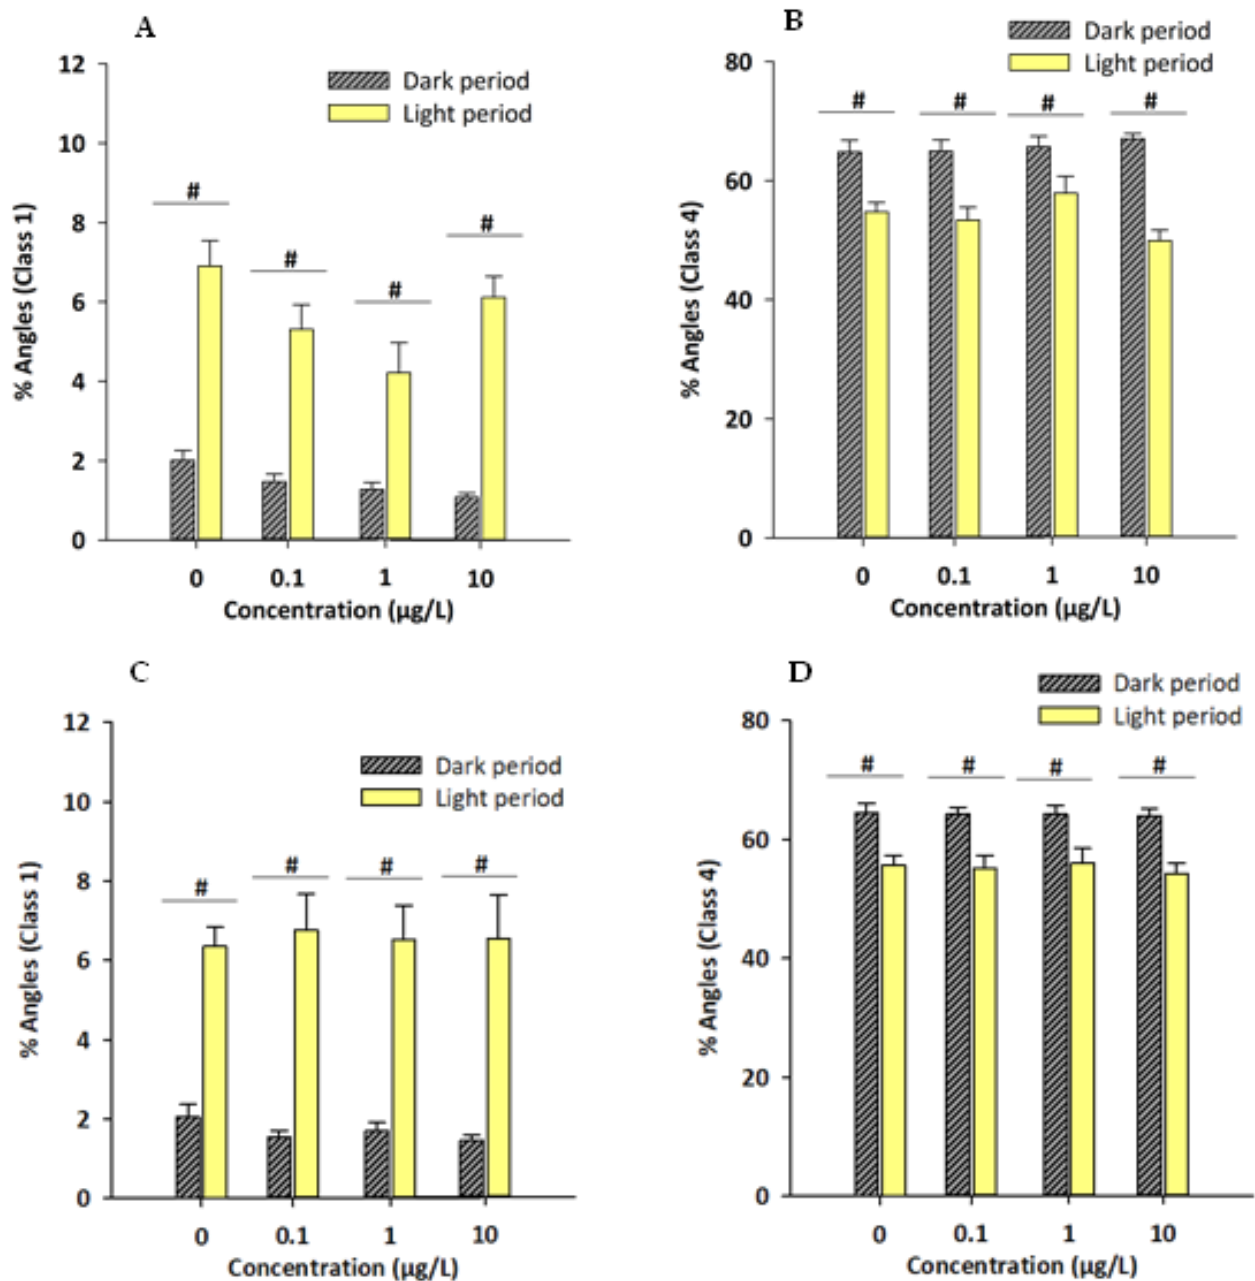 A
Dark period
Light period
% Angles (Class 1)
12
10
8
6
4
2
0
#
#
#
#
0 0.1 1 10
Concentration (µg/L)
B
Dark period
Light period
% Angles (Class 4)
80
60
40
20
0
# # # #
0 0.1 1 10
Concentration (µg/L)
C
Dark period
Light period
% Angles (Class 1)
12
10
8
6
4
2
0
# # # #
0 0.1 1 10
Concentration (µg/L)
D
Dark period
Light period
% Angles (Class 4)
80
60
40
20
0
# # # #
0 0.1 1 10
Concentration (µg/L)